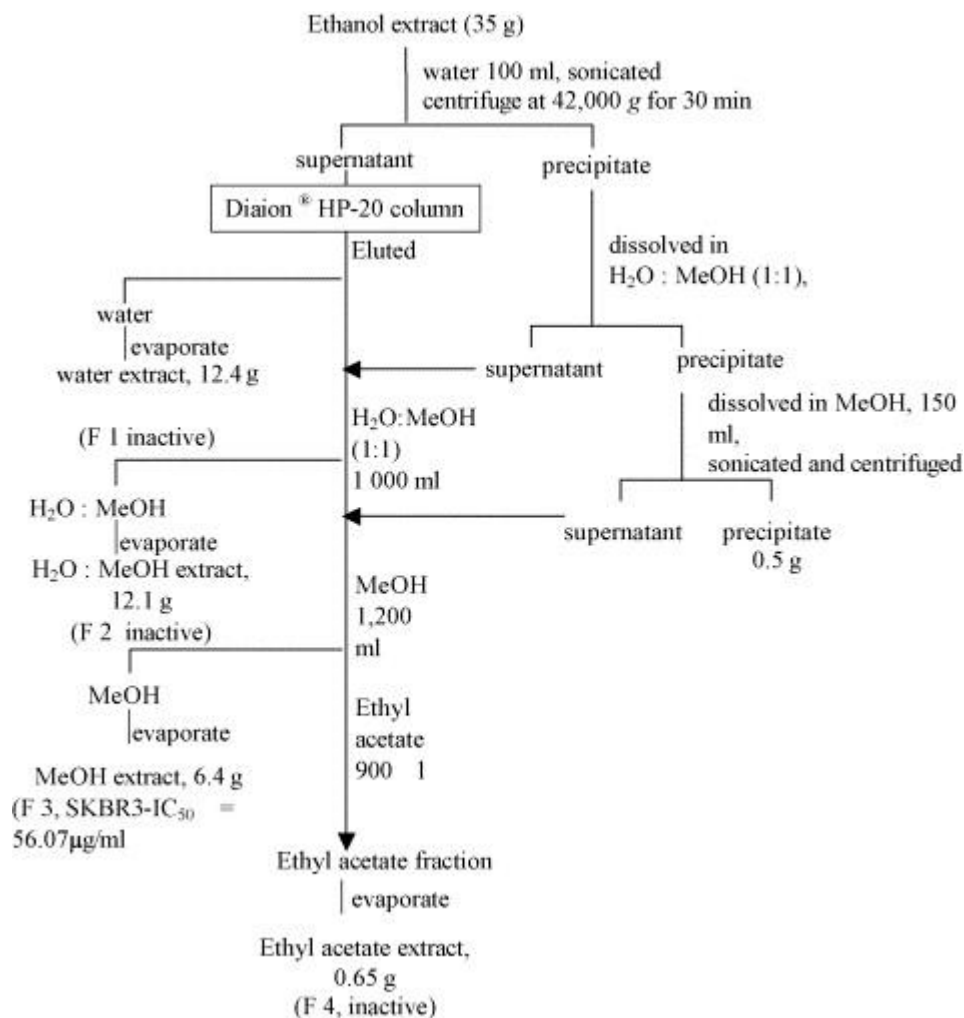 Ethanol extract (35 g)
water 100 ml, sonicated
centrifuge at 42,000 g for 30 min
supernatant
precipitate
Diaion ® HP-20 column
Eluted
dissolved in
H₂O : MeOH (1:1),
water
evaporate
water extract, 12.4 g
supernatant
precipitate
(F 1 inactive)
H₂O:MeOH
(1:1)
1 000 ml
dissolved in MeOH, 150
ml,
sonicated and centrifuged
H₂O : MeOH
evaporate
H₂O : MeOH extract,
12.1 g
(F 2 inactive)
supernatant
precipitate
0.5 g
MeOH
1,200
ml
MeOH
evaporate
MeOH extract, 6.4 g
(F 3, SKBR3-IC₅₀ =
56.07µg/ml
Ethyl
acetate
900 l
Ethyl acetate fraction
evaporate
Ethyl acetate extract,
0.65 g
(F 4, inactive)